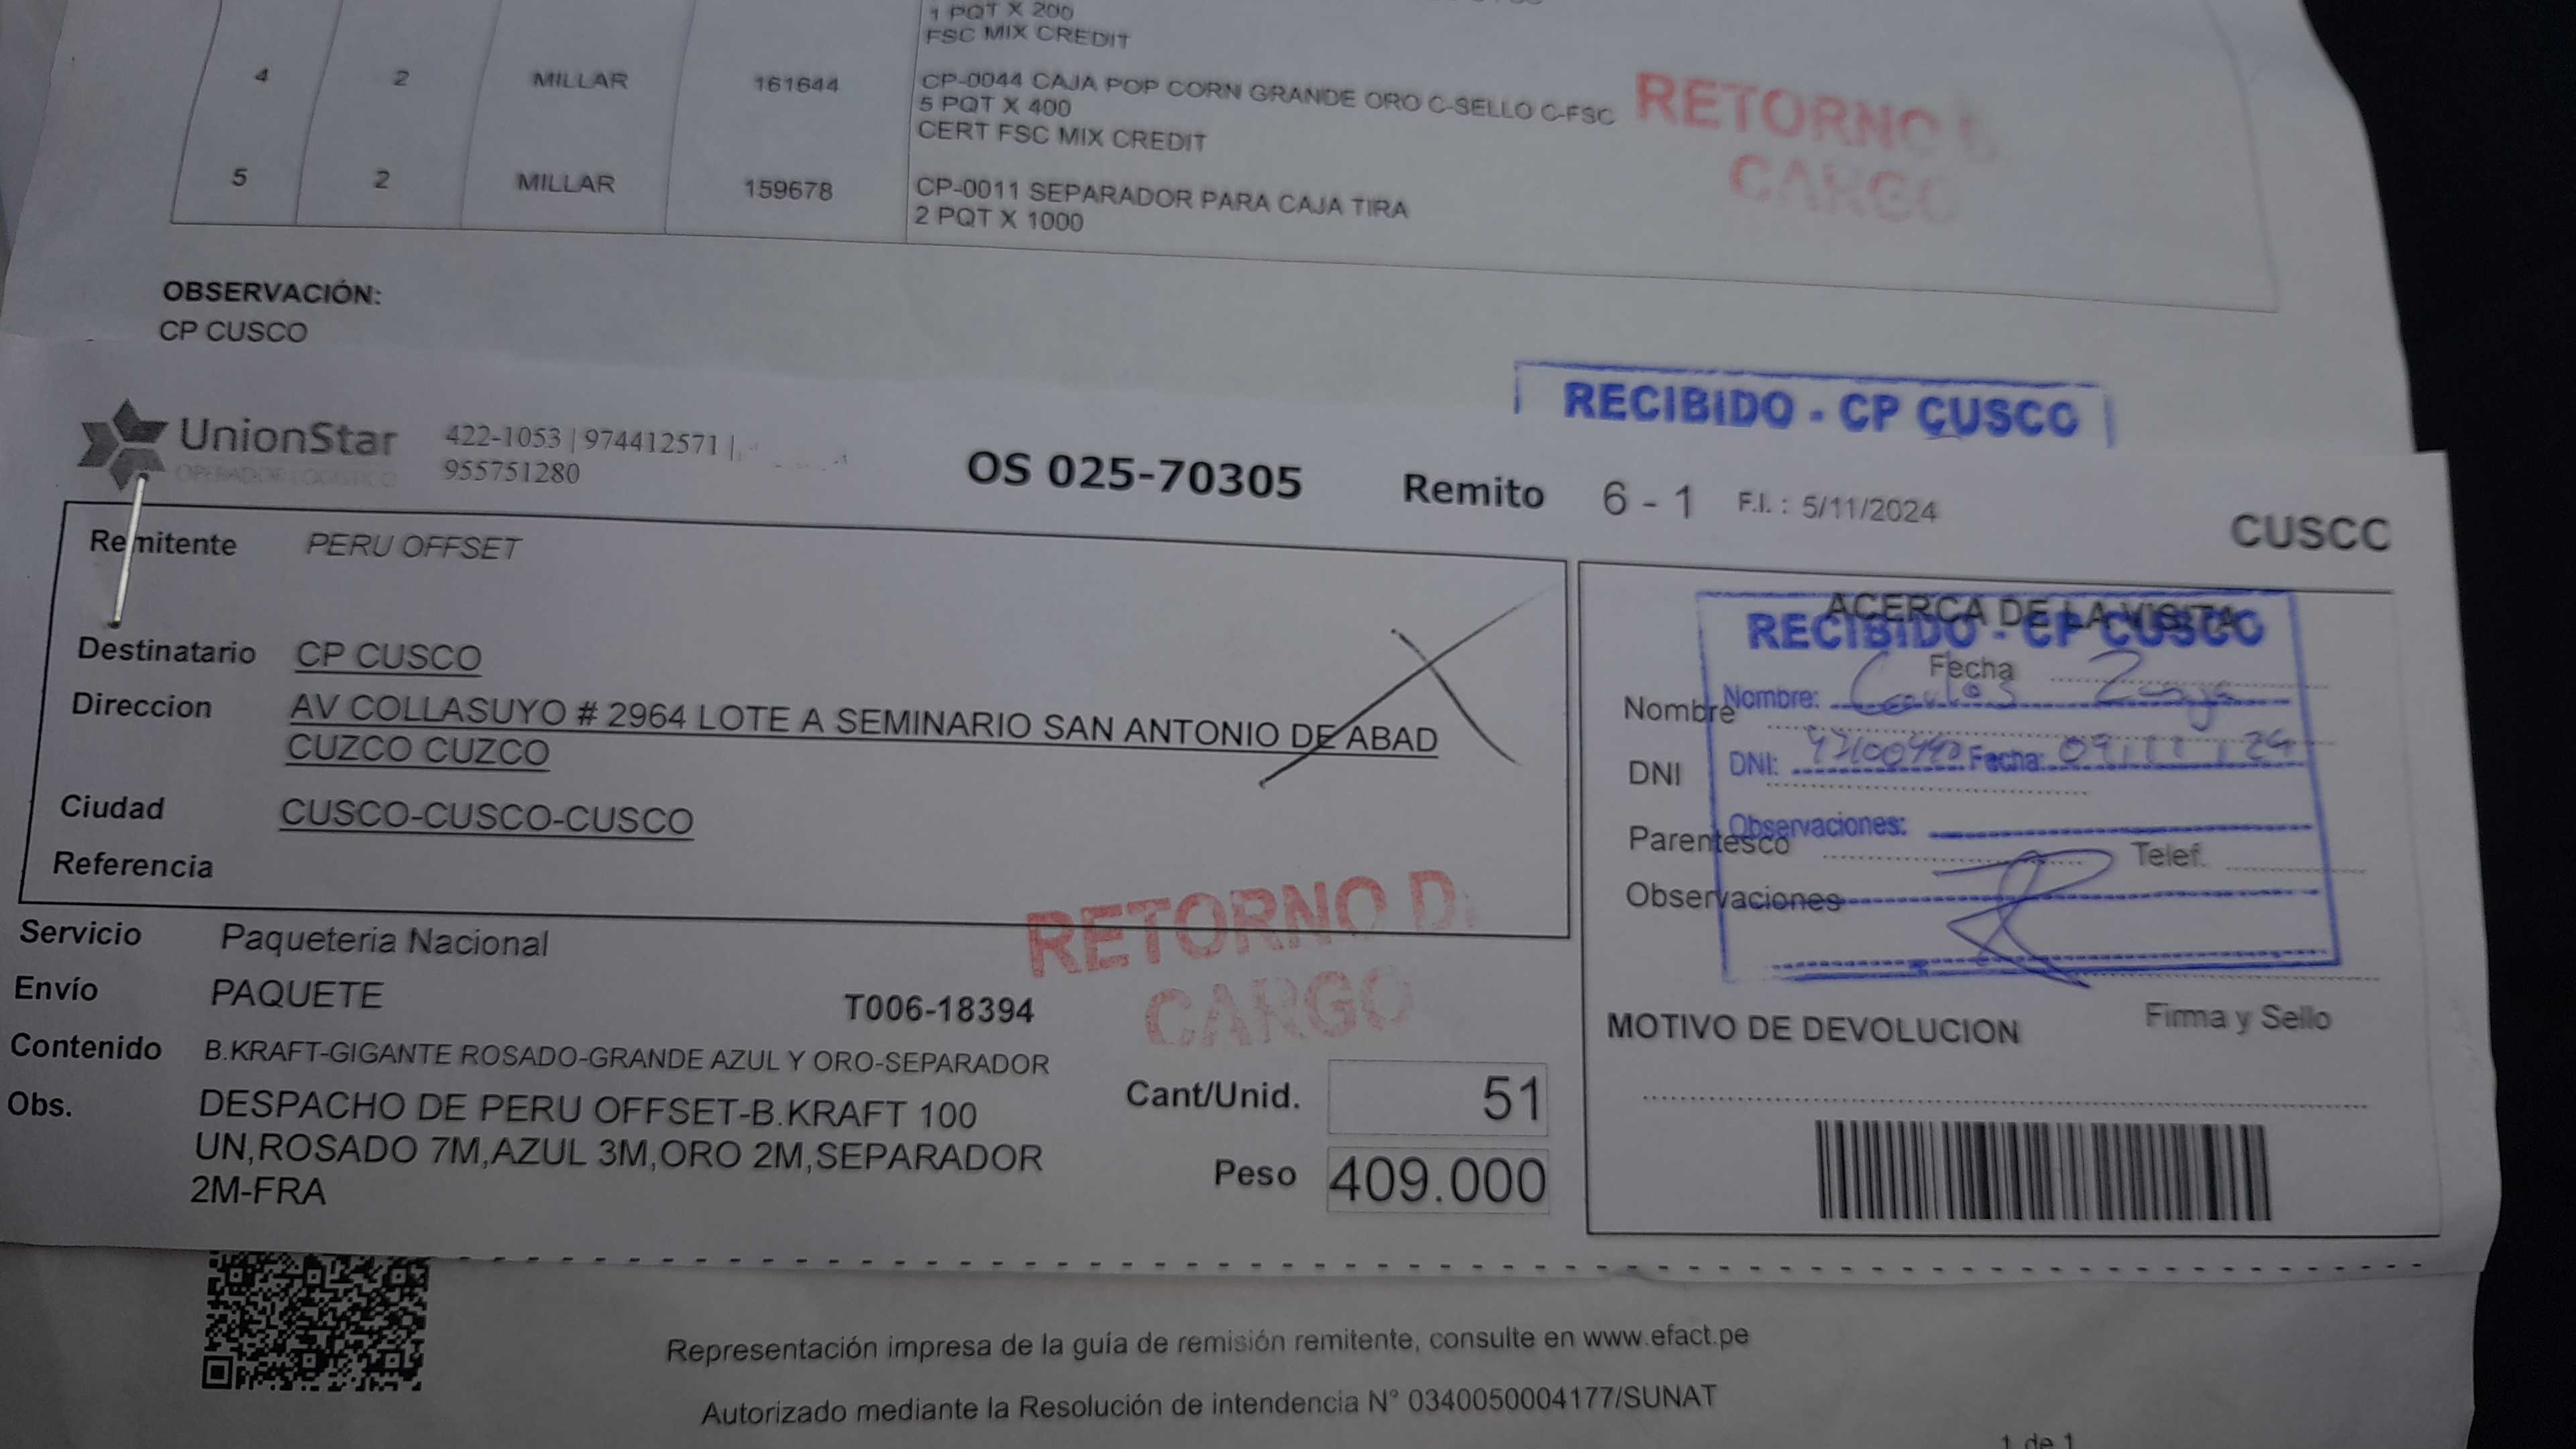 1 PQT X 200
FSC MIX CREDIT
4 2 MILLAR 161644 CP-0044 CAJA POP CORN GRANDE ORO C-SELLO C-FSC
5 PQT X 400
CERT FSC MIX CREDIT
RETORNO
CARGO
5 2 MILLAR 159678 CP-0011 SEPARADOR PARA CAJA TIRA
2 PQT X 1000
OBSERVACIÓN:
CP CUSCO
RECIBIDO - CP CUSCO
UnionStar
OPERADOR LOGISTICO
422-1053 | 974412571 |
955751280
OS 025-70305 Remito 6 - 1 F.I. : 5/11/2024
CUSCO
Remitente PERU OFFSET
Destinatario CP CUSCO
Direccion AV COLLASUYO # 2964 LOTE A SEMINARIO SAN ANTONIO DE ABAD
CUZCO CUZCO
Ciudad CUSCO-CUSCO-CUSCO
Referencia
ACERCA DE LA VISITA
RECIBIDO - CP CUSCO
Fecha
Nombre
Nombre: Carlos
DNI
DNI: Fecha:
Parentesco
Observaciones:
Telef.
Observaciones
Firma y Sello
MOTIVO DE DEVOLUCION
Servicio Paqueteria Nacional
RETORNO D
CARGO
Envío PAQUETE T006-18394
Contenido B.KRAFT-GIGANTE ROSADO-GRANDE AZUL Y ORO-SEPARADOR
Obs. DESPACHO DE PERU OFFSET-B.KRAFT 100
UN,ROSADO 7M,AZUL 3M,ORO 2M,SEPARADOR
2M-FRA
Cant/Unid. 51
Peso 409.000
Representación impresa de la guía de remisión remitente, consulte en www.efact.pe
Autorizado mediante la Resolución de intendencia N° 0340050004177/SUNAT
1 de 1